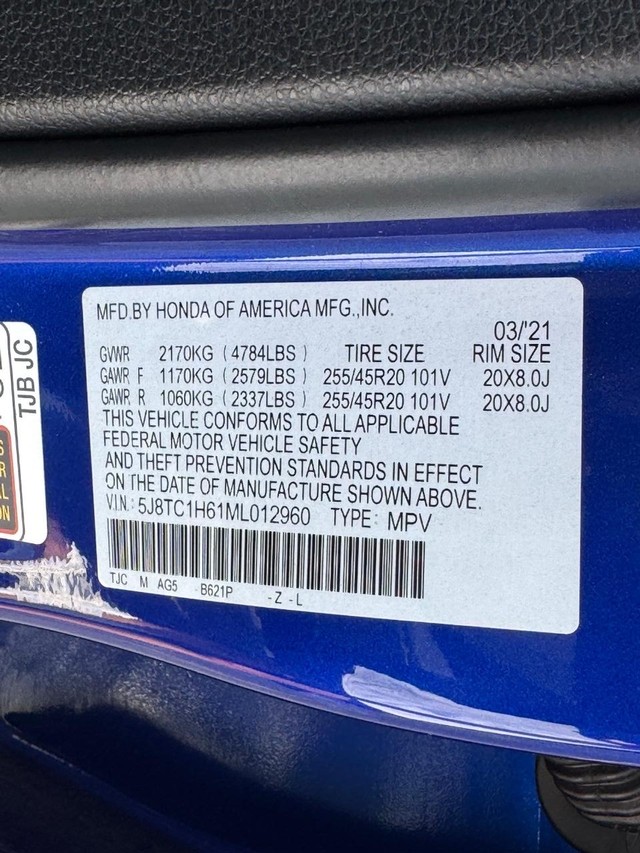 MFD.BY HONDA OF AMERICA MFG.,INC.
03/'21
GVWR 2170KG ( 4784LBS ) TIRE SIZE RIM SIZE
GAWR F 1170KG ( 2579LBS ) 255/45R20 101V 20X8.0J
GAWR R 1060KG ( 2337LBS ) 255/45R20 101V 20X8.0J
THIS VEHICLE CONFORMS TO ALL APPLICABLE
FEDERAL MOTOR VEHICLE SAFETY
AND THEFT PREVENTION STANDARDS IN EFFECT
ON THE DATE OF MANUFACTURE SHOWN ABOVE.
V.I.N.: 5J8TC1H61ML012960 TYPE: MPV
TJC M AG5 B621P - Z - L
TJB JC